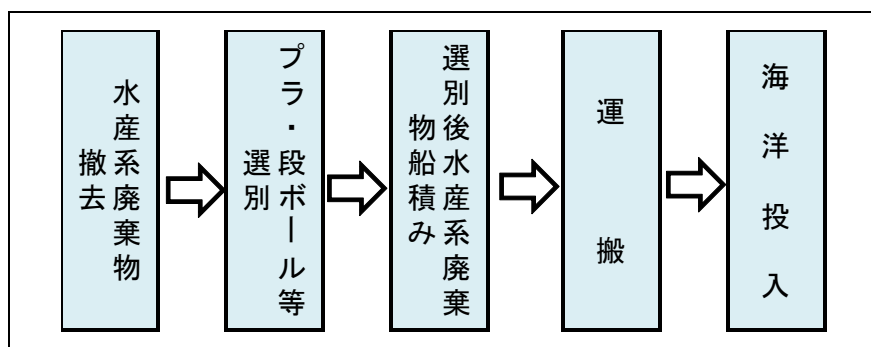 水産系廃棄物
撤去
プラ・段ボール等
選別
選別後水産系廃棄
物船積み
運搬
海洋投入